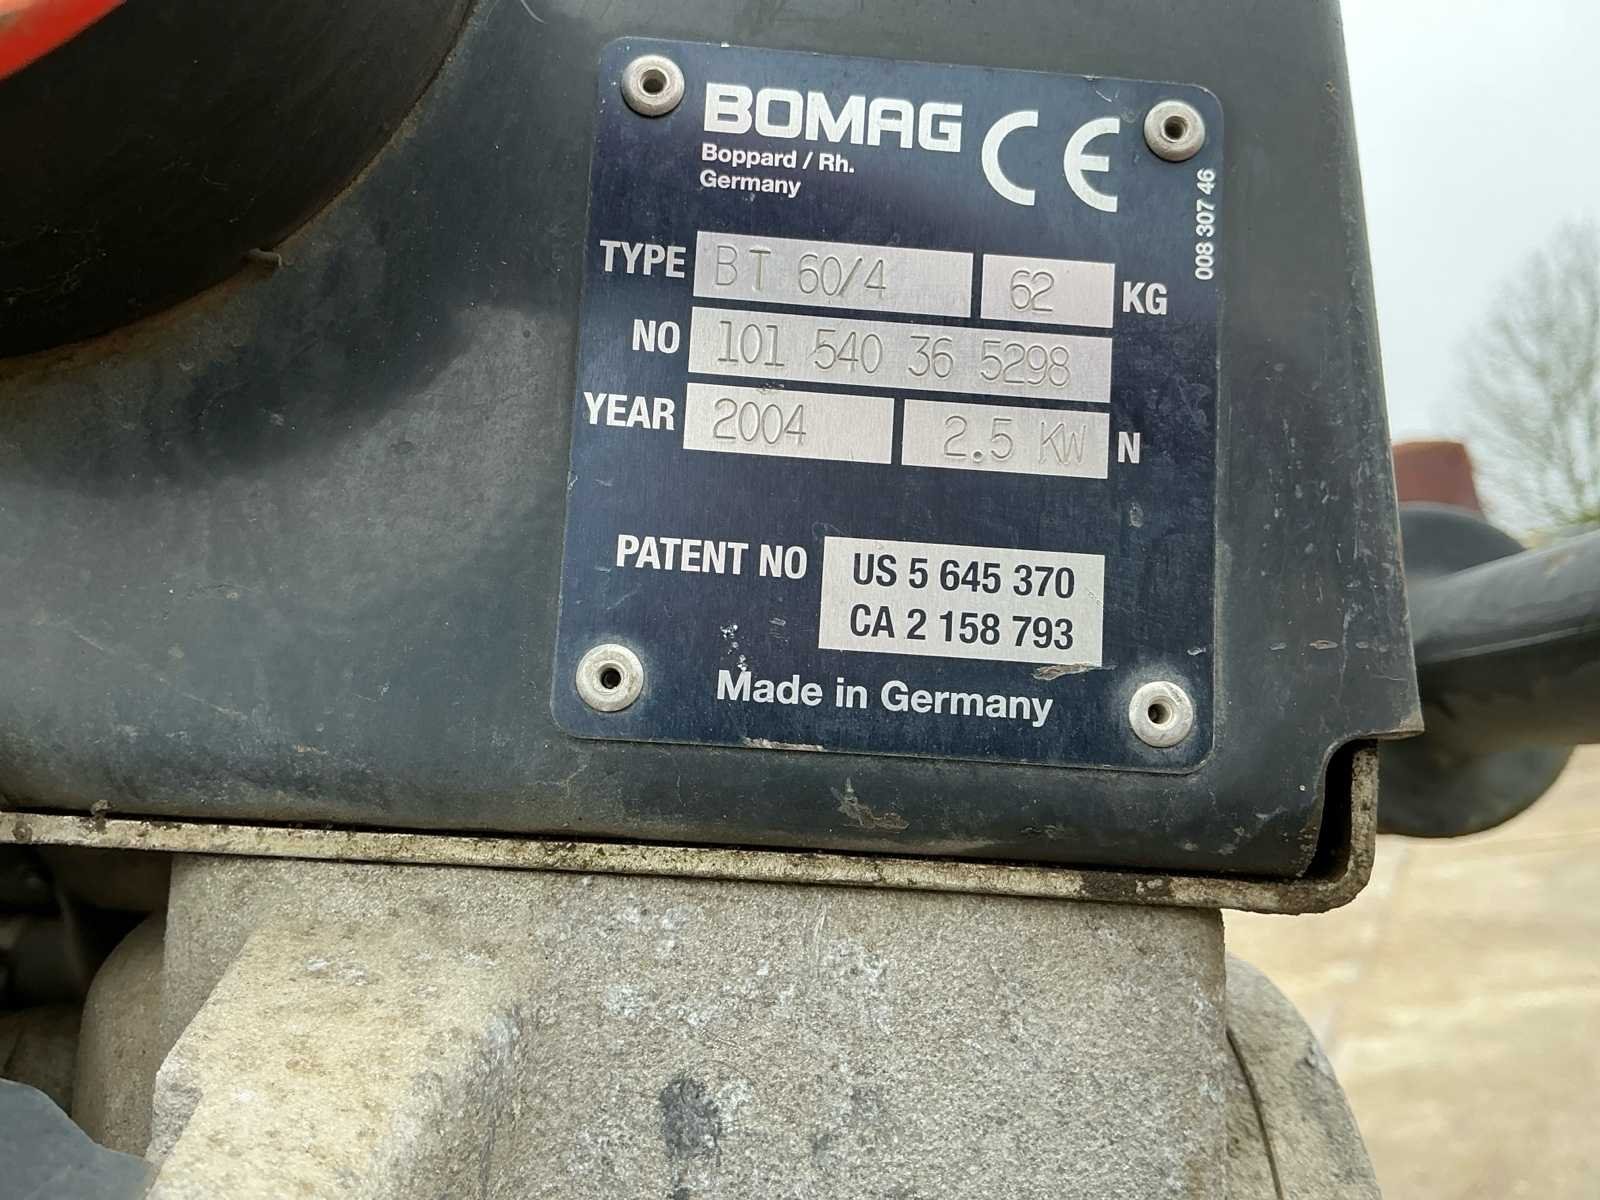 BOMAG CE
Boppard / Rh.
Germany
008 307 46
TYPE BT 60/4 62 KG
NO 101 540 36 5298
YEAR 2004 2.5 KW N
PATENT NO US 5 645 370
CA 2 158 793
Made in Germany